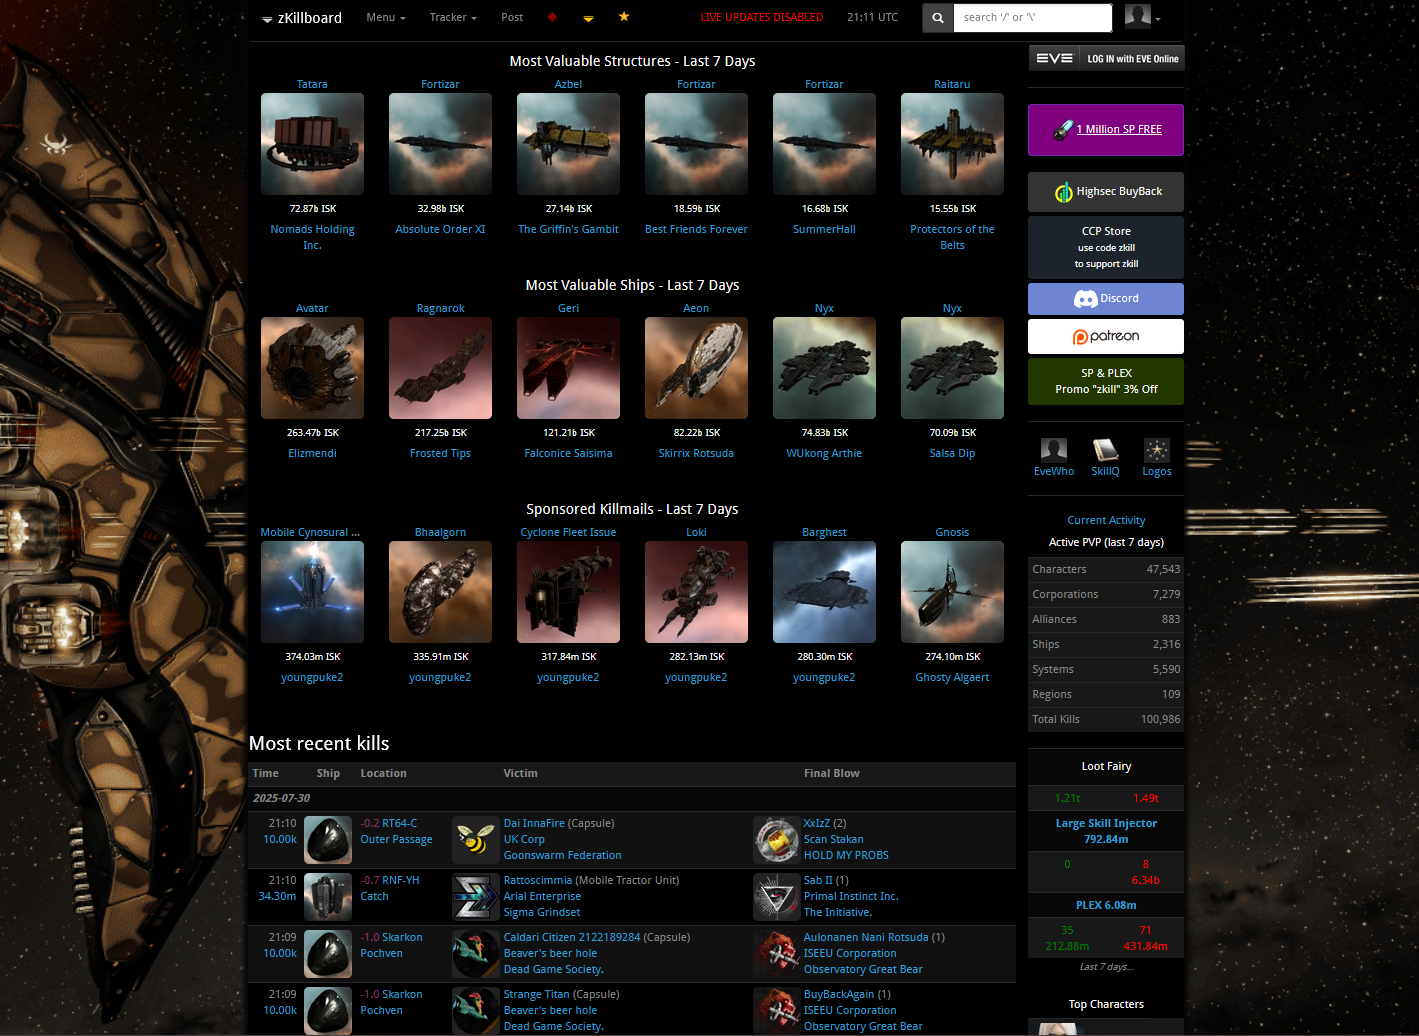 zKillboard Menu Tracker Post LIVE UPDATES DISABLED 21:11 UTC search '/' or '\'
Most Valuable Structures - Last 7 Days
Tatara Fortizar Azbel Fortizar Fortizar Raitaru
72.87b ISK 32.98b ISK 27.14b ISK 18.59b ISK 16.68b ISK 15.55b ISK
Nomads Holding Absolute Order XI The Griffin's Gambit Best Friends Forever SummerHall Protectors of the
Inc. Belts
Most Valuable Ships - Last 7 Days
Avatar Ragnarok Geri Aeon Nyx Nyx
263.47b ISK 217.25b ISK 121.21b ISK 82.22b ISK 74.83b ISK 70.09b ISK
Elizmendi Frosted Tips Falconice Saisima Skirrix Rotsuda WUkong Arthie Salsa Dip
Sponsored Killmails - Last 7 Days
Mobile Cynosural ... Bhaalgorn Cyclone Fleet Issue Loki Barghest Gnosis
374.03m ISK 335.91m ISK 317.84m ISK 282.13m ISK 280.30m ISK 274.10m ISK
youngpuke2 youngpuke2 youngpuke2 youngpuke2 youngpuke2 Ghosty Algaert
Most recent kills
Time Ship Location Victim Final Blow
2025-07-30
21:10 -0.2 RT64-C Dai InnaFire (Capsule) XxIzZ (2)
10.00k Outer Passage UK Corp Scan Stakan
Goonswarm Federation HOLD MY PROBS
21:10 -0.7 RNF-YH Rattoscimmia (Mobile Tractor Unit) Sab II (1)
34.30m Catch Arial Enterprise Primal Instinct Inc.
Sigma Grindset The Initiative.
21:09 -1.0 Skarkon Caldari Citizen 2122189284 (Capsule) Aulonanen Nani Rotsuda (1)
10.00k Pochven Beaver's beer hole ISEEU Corporation
Dead Game Society. Observatory Great Bear
21:09 -1.0 Skarkon Strange Titan (Capsule) BuyBackAgain (1)
10.00k Pochven Beaver's beer hole ISEEU Corporation
Dead Game Society. Observatory Great Bear
EVE LOG IN with EVE Online
1 Million SP FREE
Highsec BuyBack
CCP Store
use code zkill
to support zkill
Discord
patreon
SP & PLEX
Promo "zkill" 3% Off
EveWho SkillQ Logos
Current Activity
Active PVP (last 7 days)
Characters 47,543
Corporations 7,279
Alliances 883
Ships 2,316
Systems 5,590
Regions 109
Total Kills 100,986
Loot Fairy
1.21t 1.49t
Large Skill Injector
792.84m
0 8
6.34b
PLEX 6.08m
35 71
212.88m 431.84m
Last 7 days...
Top Characters